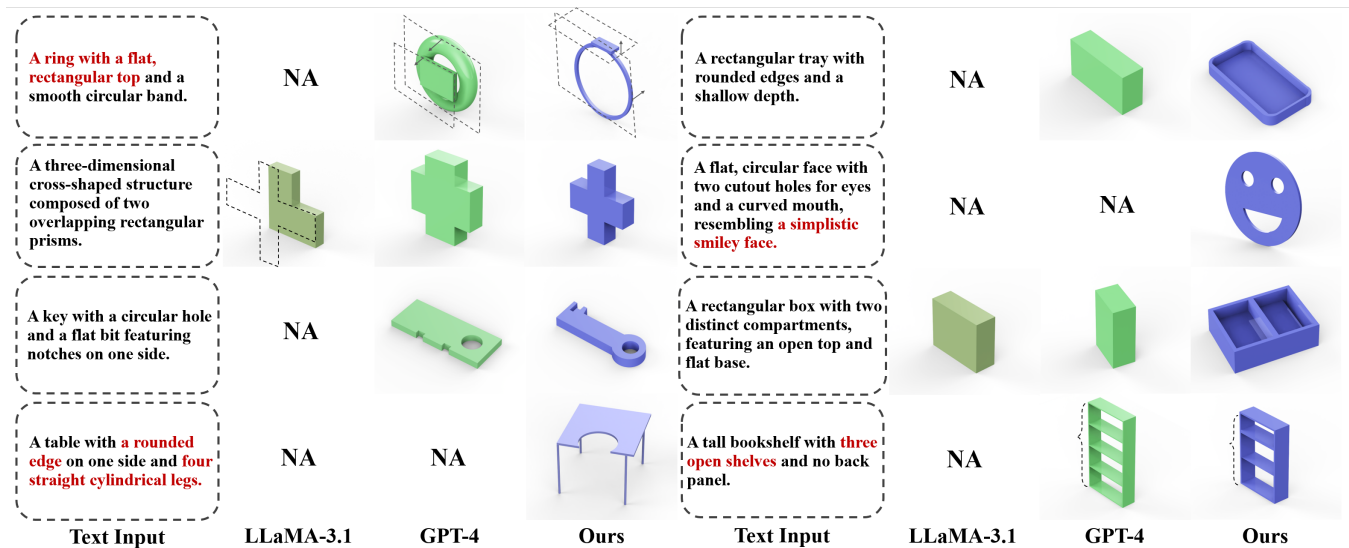 A ring with a flat,
rectangular top and a
smooth circular band.
NA
A rectangular tray with
rounded edges and a
shallow depth.
NA
A three-dimensional
cross-shaped structure
composed of two
overlapping rectangular
prisms.
A flat, circular face with
two cutout holes for eyes
and a curved mouth,
resembling a simplistic
smiley face.
NA
NA
A key with a circular hole
and a flat bit featuring
notches on one side.
NA
A rectangular box with two
distinct compartments,
featuring an open top and
flat base.
A table with a rounded
edge on one side and four
straight cylindrical legs.
NA
NA
A tall bookshelf with three
open shelves and no back
panel.
NA
Text Input
LLaMA-3.1
GPT-4
Ours
Text Input
LLaMA-3.1
GPT-4
Ours